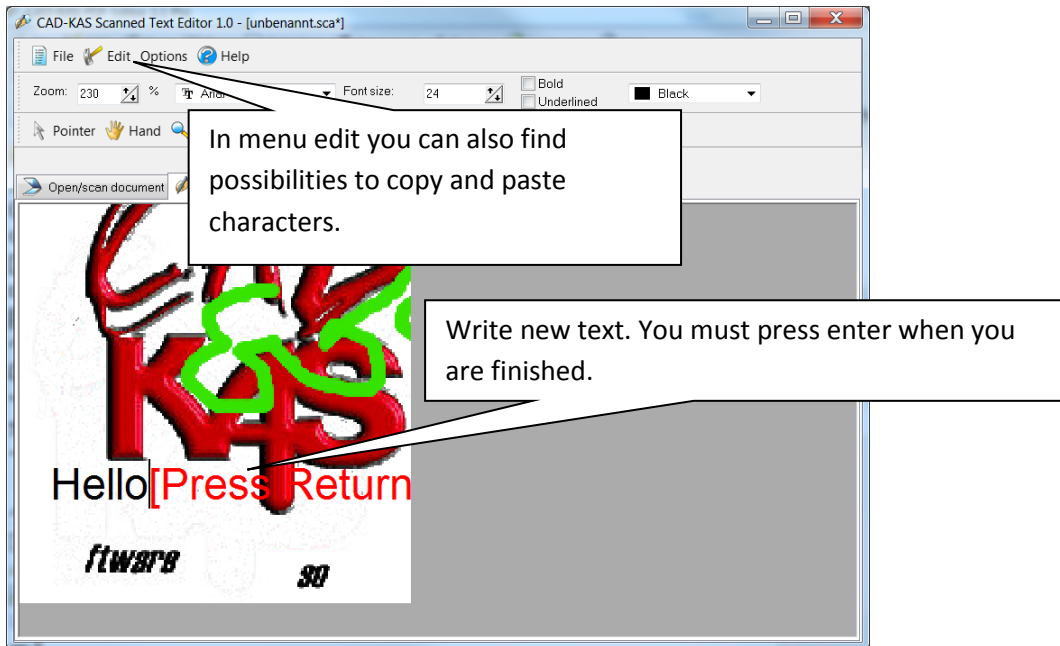 CAD-KAS Scanned Text Editor 1.0 - [unbenannt.sca*]
File Edit Options Help
Zoom: 230 % Font size: 24 Bold
Underlined
Black
Pointer Hand
In menu edit you can also find
possibilities to copy and paste
characters.
Open/scan document
Write new text. You must press enter when you
are finished.
KAS
Hello[Press Return
ftware
30